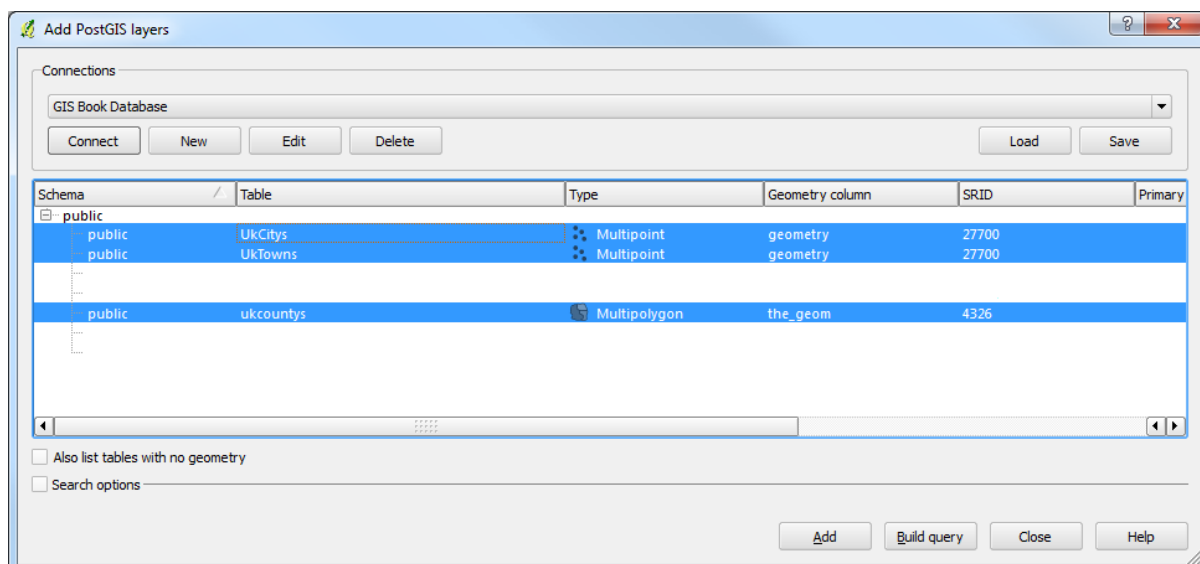 Add PostGIS layers
Connections
GIS Book Database
Connect New Edit Delete Load Save
Schema Table Type Geometry column SRID Primary
public
public UkCitys Multipoint geometry 27700
public UkTowns Multipoint geometry 27700
public ukcountys Multipolygon the_geom 4326
Also list tables with no geometry
Search options
Add Build query Close Help